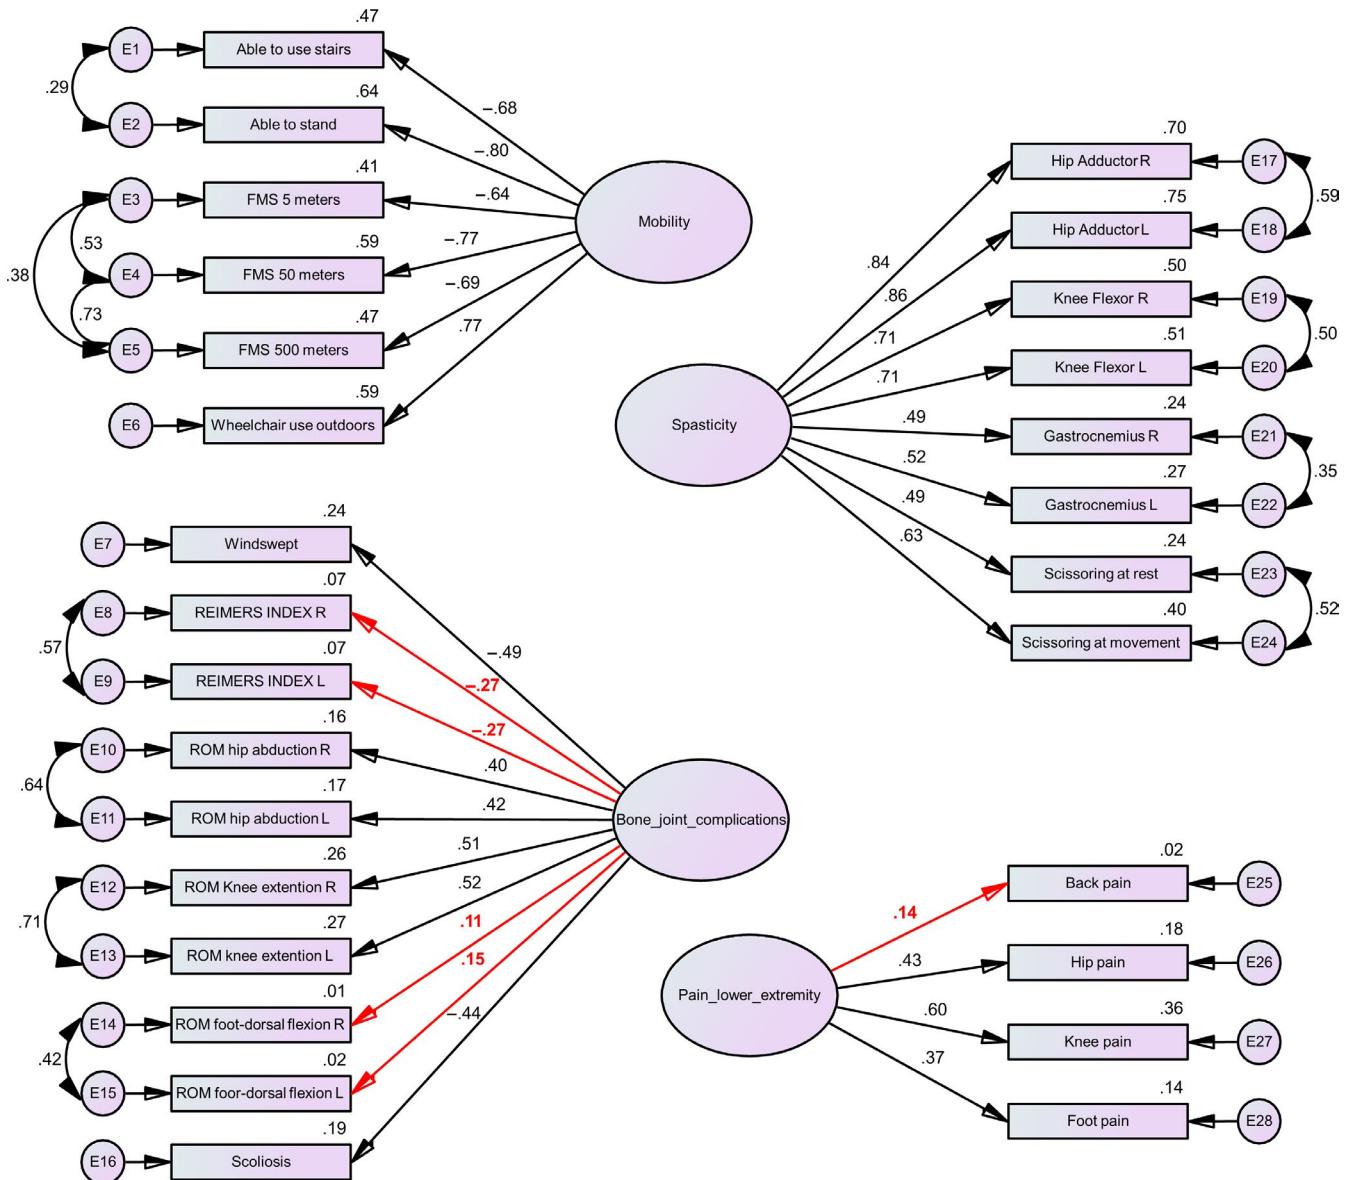 .47
E1
Able to use stairs
.29
–.68
.64
E2
Able to stand
–.80
.41
E3
FMS 5 meters
–.64
Mobility
.53
.59
.38
E4
FMS 50 meters
–.77
.73
.47
–.69
E5
FMS 500 meters
.77
.59
E6
Wheelchair use outdoors
.70
Hip Adductor R
E17
.59
.75
Hip Adductor L
E18
.84
.50
.86
Knee Flexor R
E19
.50
.71
.51
Knee Flexor L
E20
.71
Spasticity
.24
.49
Gastrocnemius R
E21
.35
.52
.27
Gastrocnemius L
E22
.49
.24
.63
Scissoring at rest
E23
.52
.40
Scissoring at movement
E24
.24
E7
Windswept
.07
E8
REIMERS INDEX R
.57
–.49
.07
E9
REIMERS INDEX L
–.27
.16
–.27
E10
ROM hip abduction R
.64
.40
.17
E11
ROM hip abduction L
.42
Bone_joint_complications
.51
.26
E12
ROM Knee extention R
.71
.52
.27
.11
E13
ROM knee extention L
.15
.01
E14
ROM foot-dorsal flexion R
–.44
.42
.02
E15
ROM foor-dorsal flexion L
.19
E16
Scoliosis
.02
Back pain
E25
.14
.18
.43
Hip pain
E26
Pain_lower_extremity
.60
.36
Knee pain
E27
.37
.14
Foot pain
E28